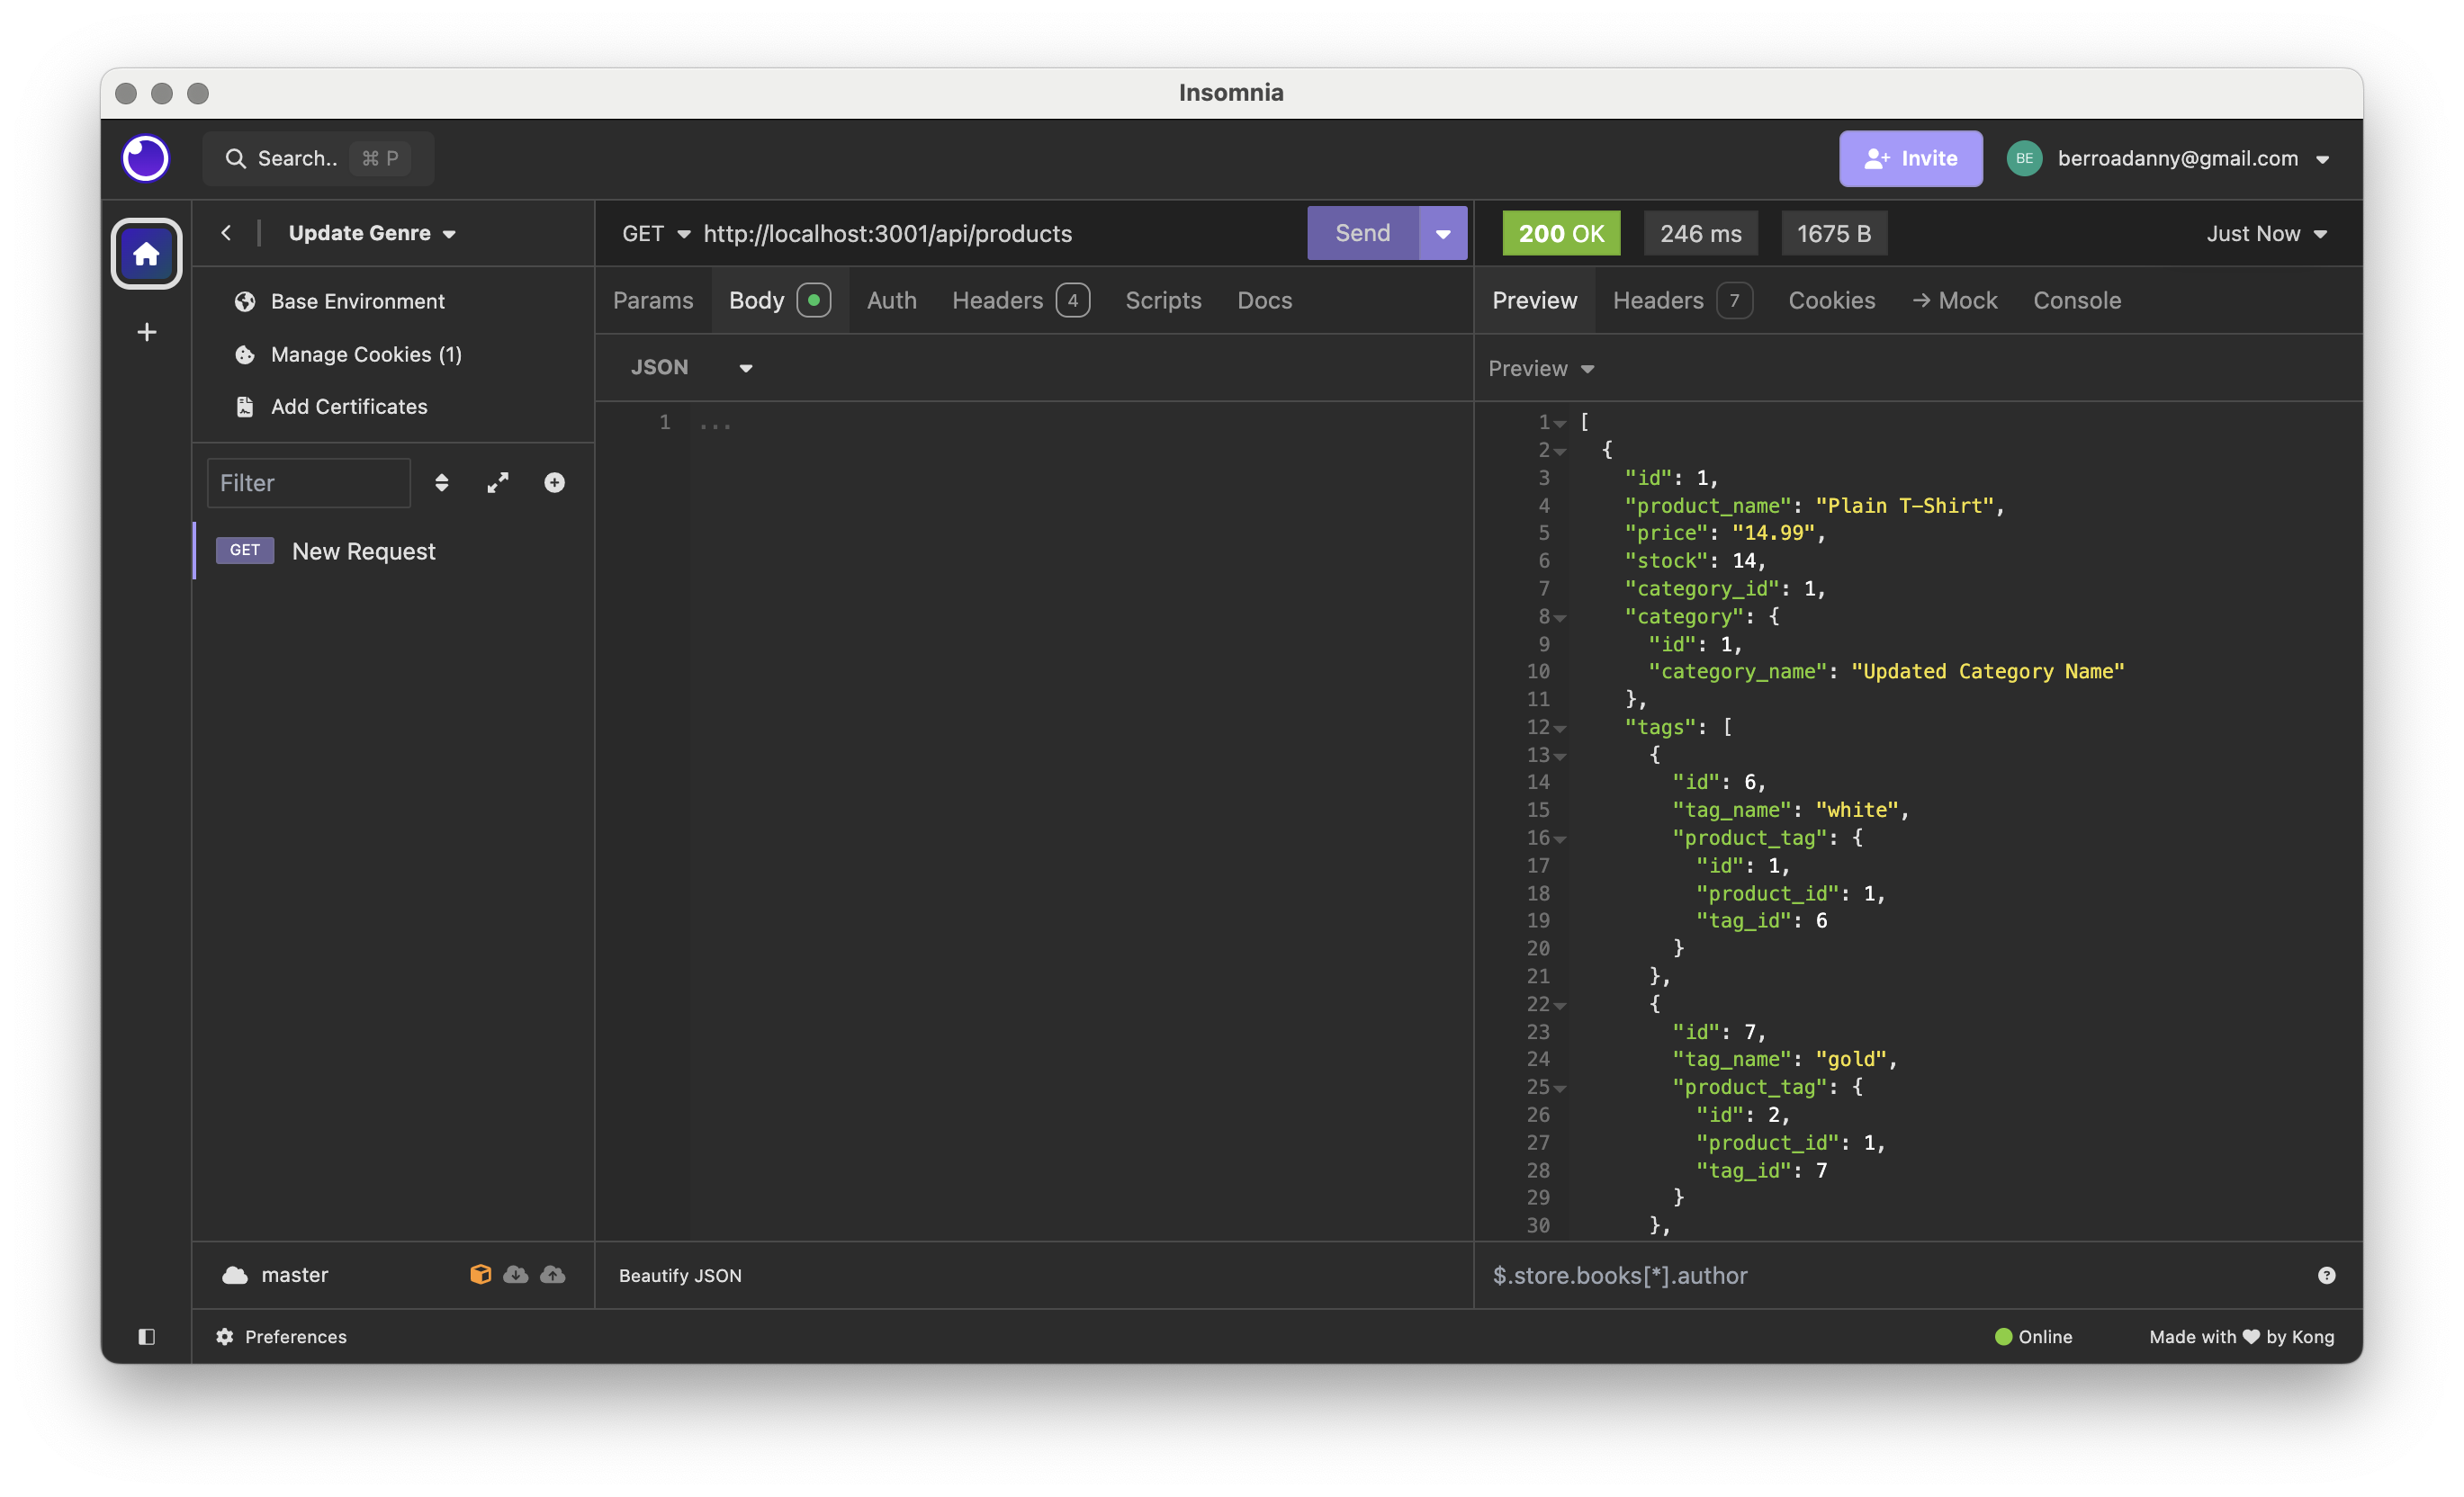 Insomnia
Search.. ⌘ P
Invite
BE berroadanny@gmail.com
Update Genre
Base Environment
Manage Cookies (1)
Add Certificates
Filter
GET New Request
master
Preferences
GET http://localhost:3001/api/products Send
Params Body Auth Headers 4 Scripts Docs
JSON
1 ...
Beautify JSON
200 OK 246 ms 1675 B Just Now
Preview Headers 7 Cookies → Mock Console
Preview
1 [
2 {
3 "id": 1,
4 "product_name": "Plain T-Shirt",
5 "price": "14.99",
6 "stock": 14,
7 "category_id": 1,
8 "category": {
9 "id": 1,
10 "category_name": "Updated Category Name"
11 },
12 "tags": [
13 {
14 "id": 6,
15 "tag_name": "white",
16 "product_tag": {
17 "id": 1,
18 "product_id": 1,
19 "tag_id": 6
20 }
21 },
22 {
23 "id": 7,
24 "tag_name": "gold",
25 "product_tag": {
26 "id": 2,
27 "product_id": 1,
28 "tag_id": 7
29 }
30 },
$.store.books[*].author
Online
Made with ♥ by Kong